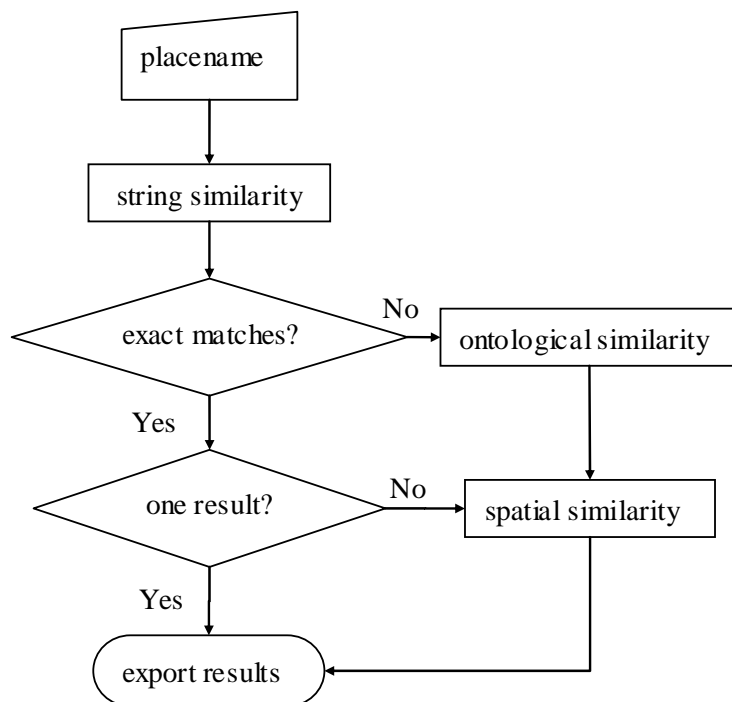 placename
string similarity
No
exact matches?
ontological similarity
Yes
No
one result?
spatial similarity
Yes
export results